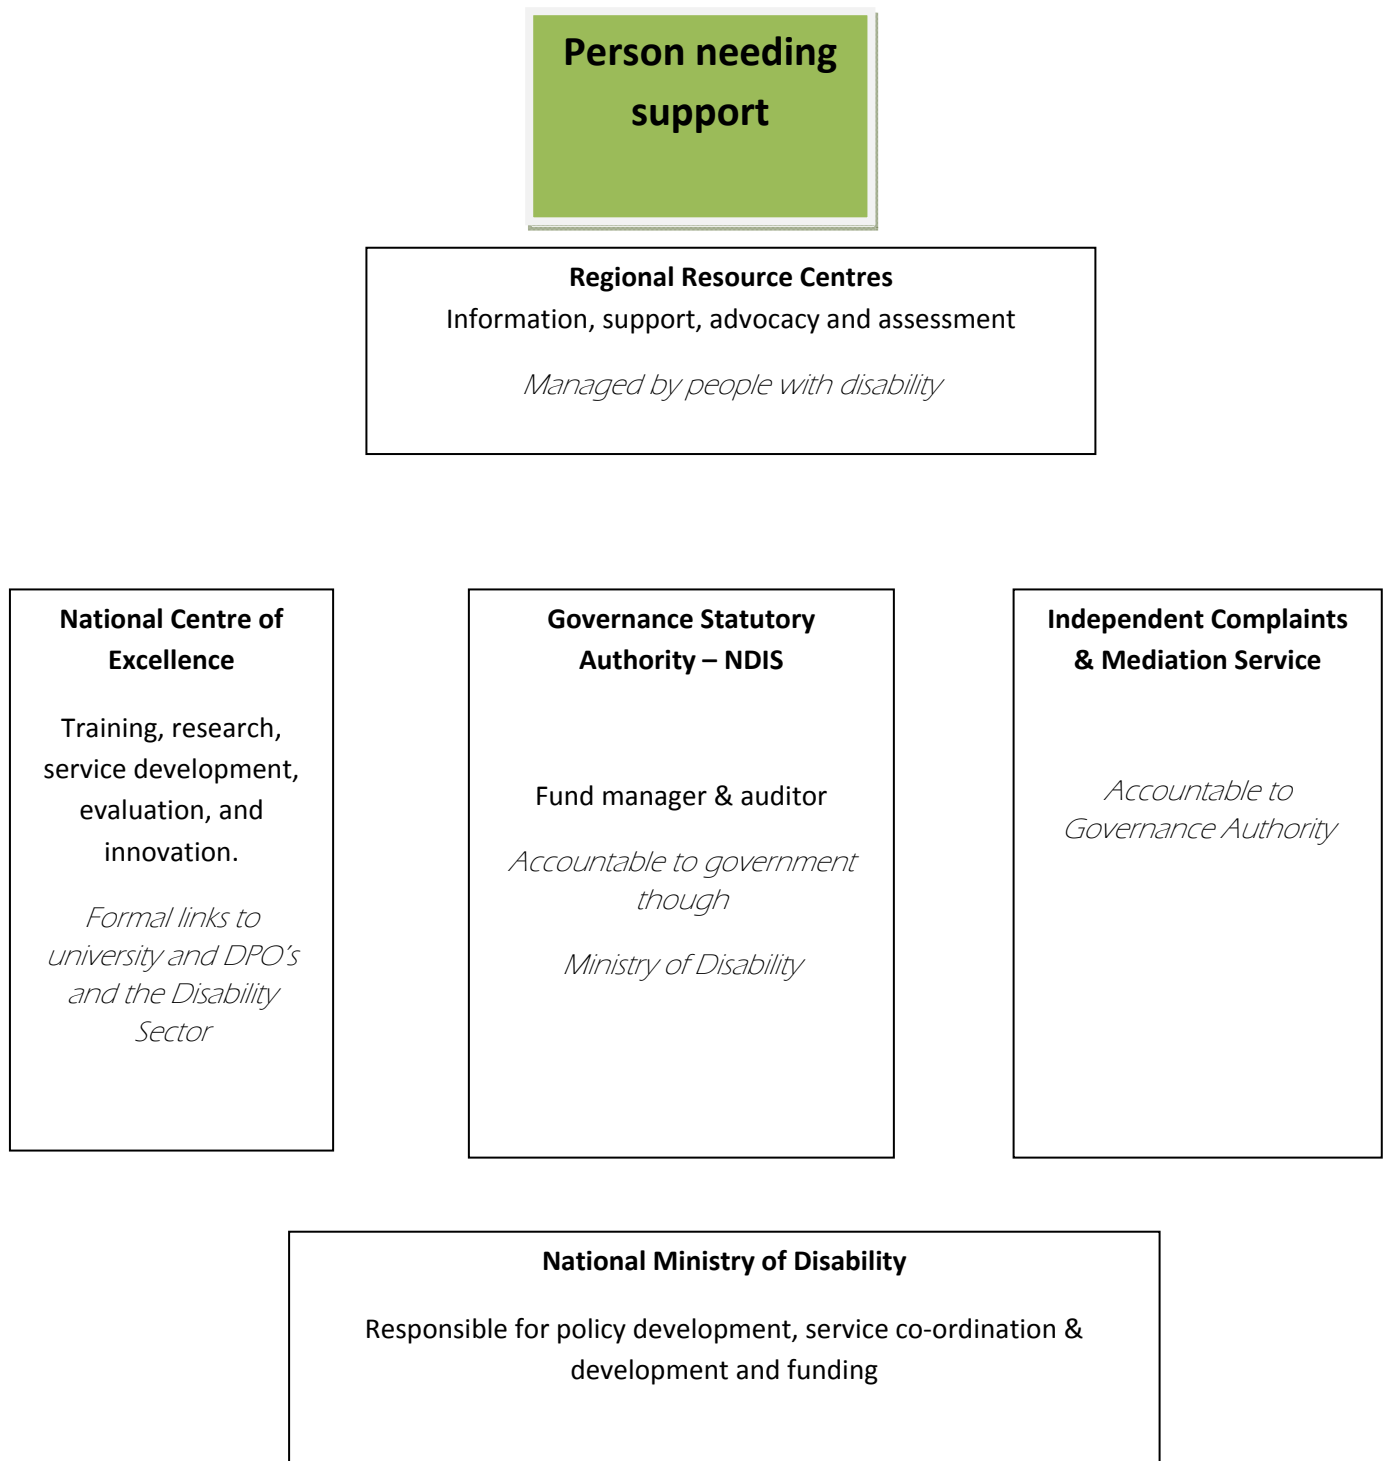 Person needing
support
Regional Resource Centres
Information, support, advocacy and assessment
Managed by people with disability
National Centre of
Excellence
Training, research,
service development,
evaluation, and
innovation.
Formal links to
university and DPO’s
and the Disability
Sector
Governance Statutory
Authority – NDIS
Fund manager & auditor
Accountable to government
though
Ministry of Disability
Independent Complaints
& Mediation Service
Accountable to
Governance Authority
National Ministry of Disability
Responsible for policy development, service co-ordination &
development and funding